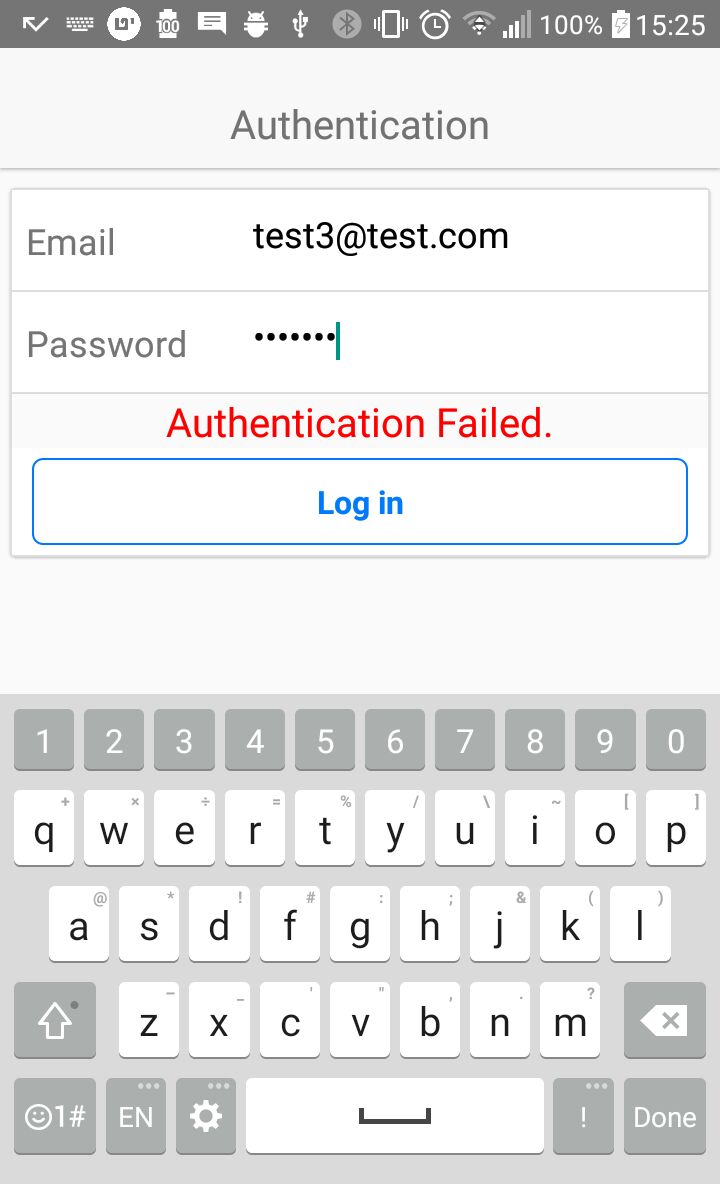 100 100% 15:25
Authentication
Email test3@test.com
Password •••••••
Authentication Failed.
Log in
1 2 3 4 5 6 7 8 9 0
+ × ÷ = % / \ ~ [ ]
q w e r t y u i o p
@ * ! # : ; & ( )
a s d f g h j k l
– _ ' " , . ?
z x c v b n m
1# EN ! Done